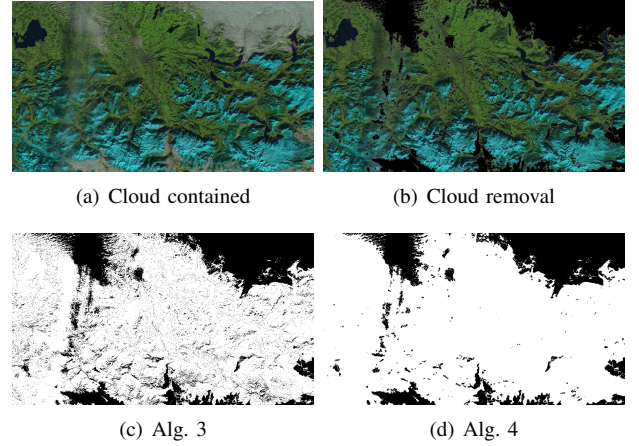 (a) Cloud contained
(b) Cloud removal
(c) Alg. 3
(d) Alg. 4